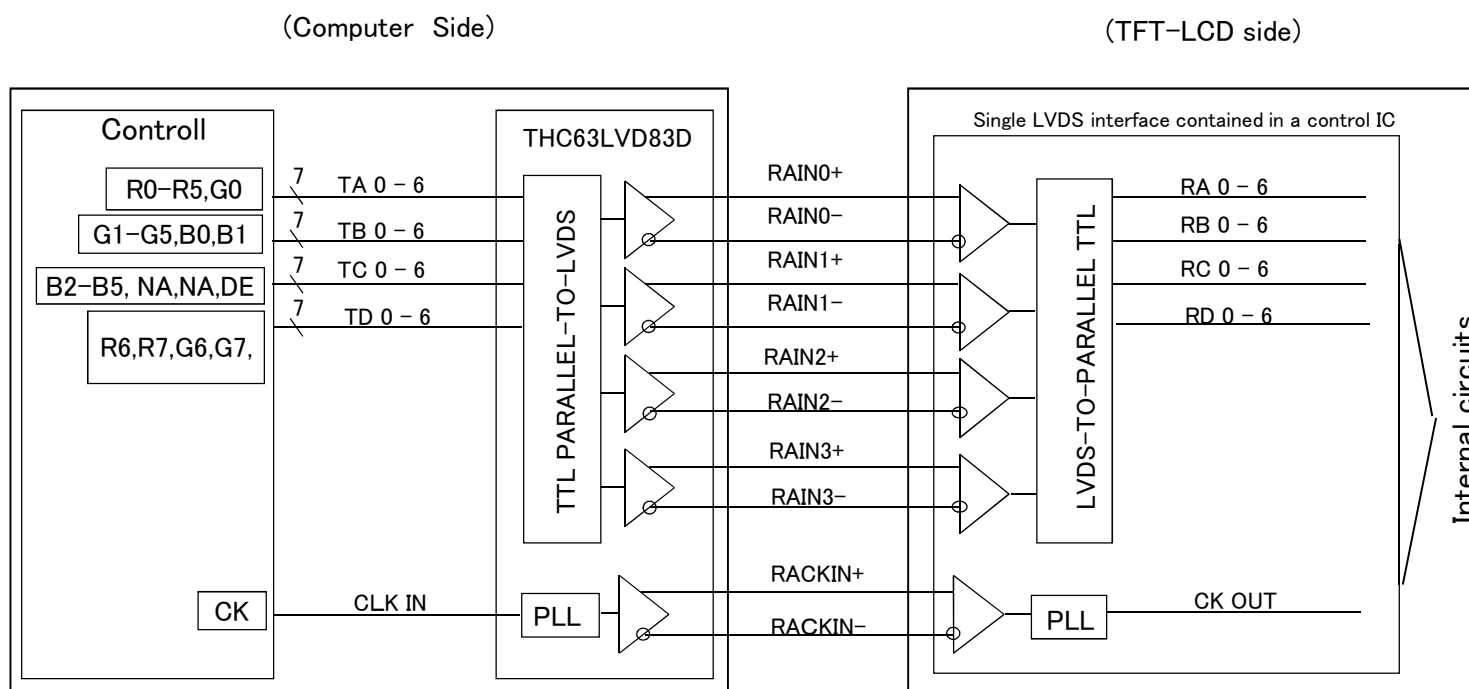 (Computer Side)
(TFT-LCD side)
Controll
R0-R5,G0
G1-G5,B0,B1
B2-B5, NA,NA,DE
R6,R7,G6,G7,
CK
7
TA 0 - 6
7
TB 0 - 6
7
TC 0 - 6
7
TD 0 - 6
CLK IN
THC63LVD83D
TTL PARALLEL-TO-LVDS
PLL
RAIN0+
RAIN0-
RAIN1+
RAIN1-
RAIN2+
RAIN2-
RAIN3+
RAIN3-
RACKIN+
RACKIN-
Single LVDS interface contained in a control IC
LVDS-TO-PARALLEL TTL
PLL
RA 0 - 6
RB 0 - 6
RC 0 - 6
RD 0 - 6
CK OUT
Internal circuits